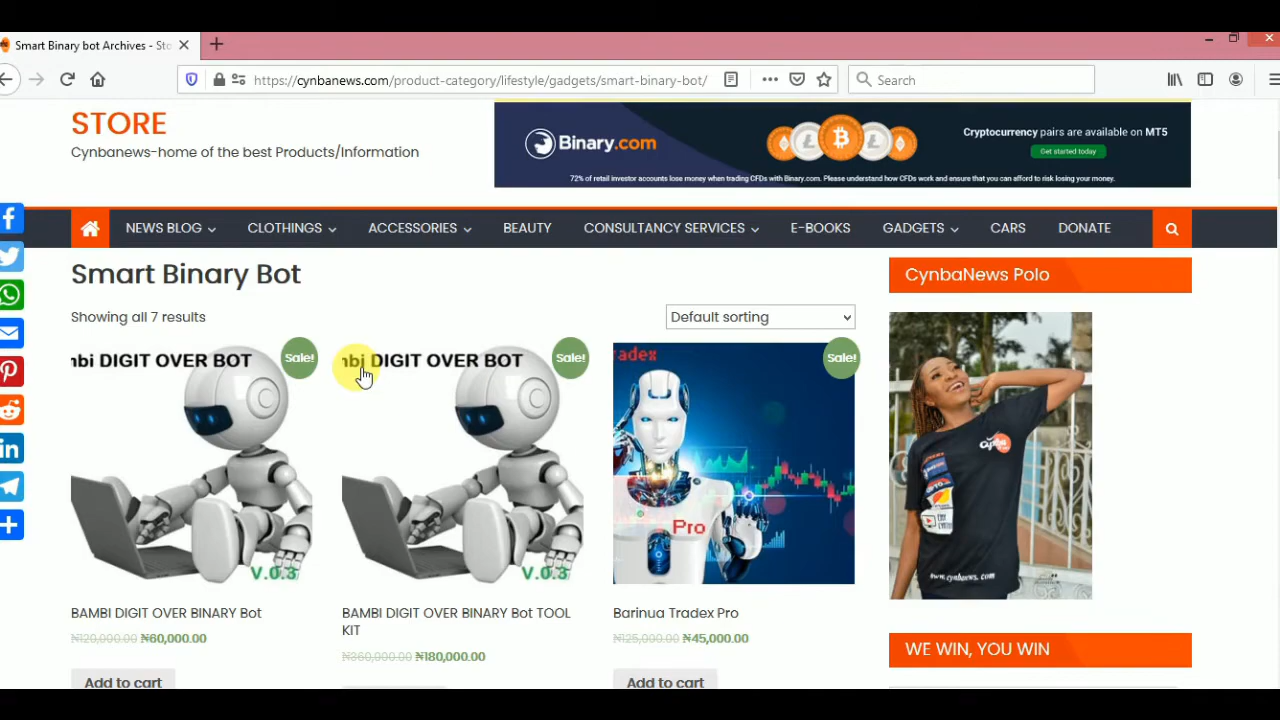 Smart Binary bot Archives - Sto
https://cynbanews.com/product-category/lifestyle/gadgets/smart-binary-bot/
Search
STORE
Cynbanews-home of the best Products/Information
Binary.com
Cryptocurrency pairs are available on MT5
Get started today
72% of retail investor accounts lose money when trading CFDs with Binary.com. Please understand how CFDs work and ensure that you can afford to risk losing your money.
NEWS BLOG CLOTHINGS ACCESSORIES BEAUTY CONSULTANCY SERVICES E-BOOKS GADGETS CARS DONATE
Smart Binary Bot
CynbaNews Polo
Showing all 7 results
Default sorting
mbi DIGIT OVER BOT
Sale!
mbi DIGIT OVER BOT
Sale!
radex
Sale!
Pro
V.0.3
V.0.3
www.cynbanews.com
BAMBI DIGIT OVER BINARY Bot
₦120,000.00 ₦60,000.00
Add to cart
BAMBI DIGIT OVER BINARY Bot TOOL
KIT
₦360,000.00 ₦180,000.00
Barinua Tradex Pro
₦125,000.00 ₦45,000.00
Add to cart
WE WIN, YOU WIN